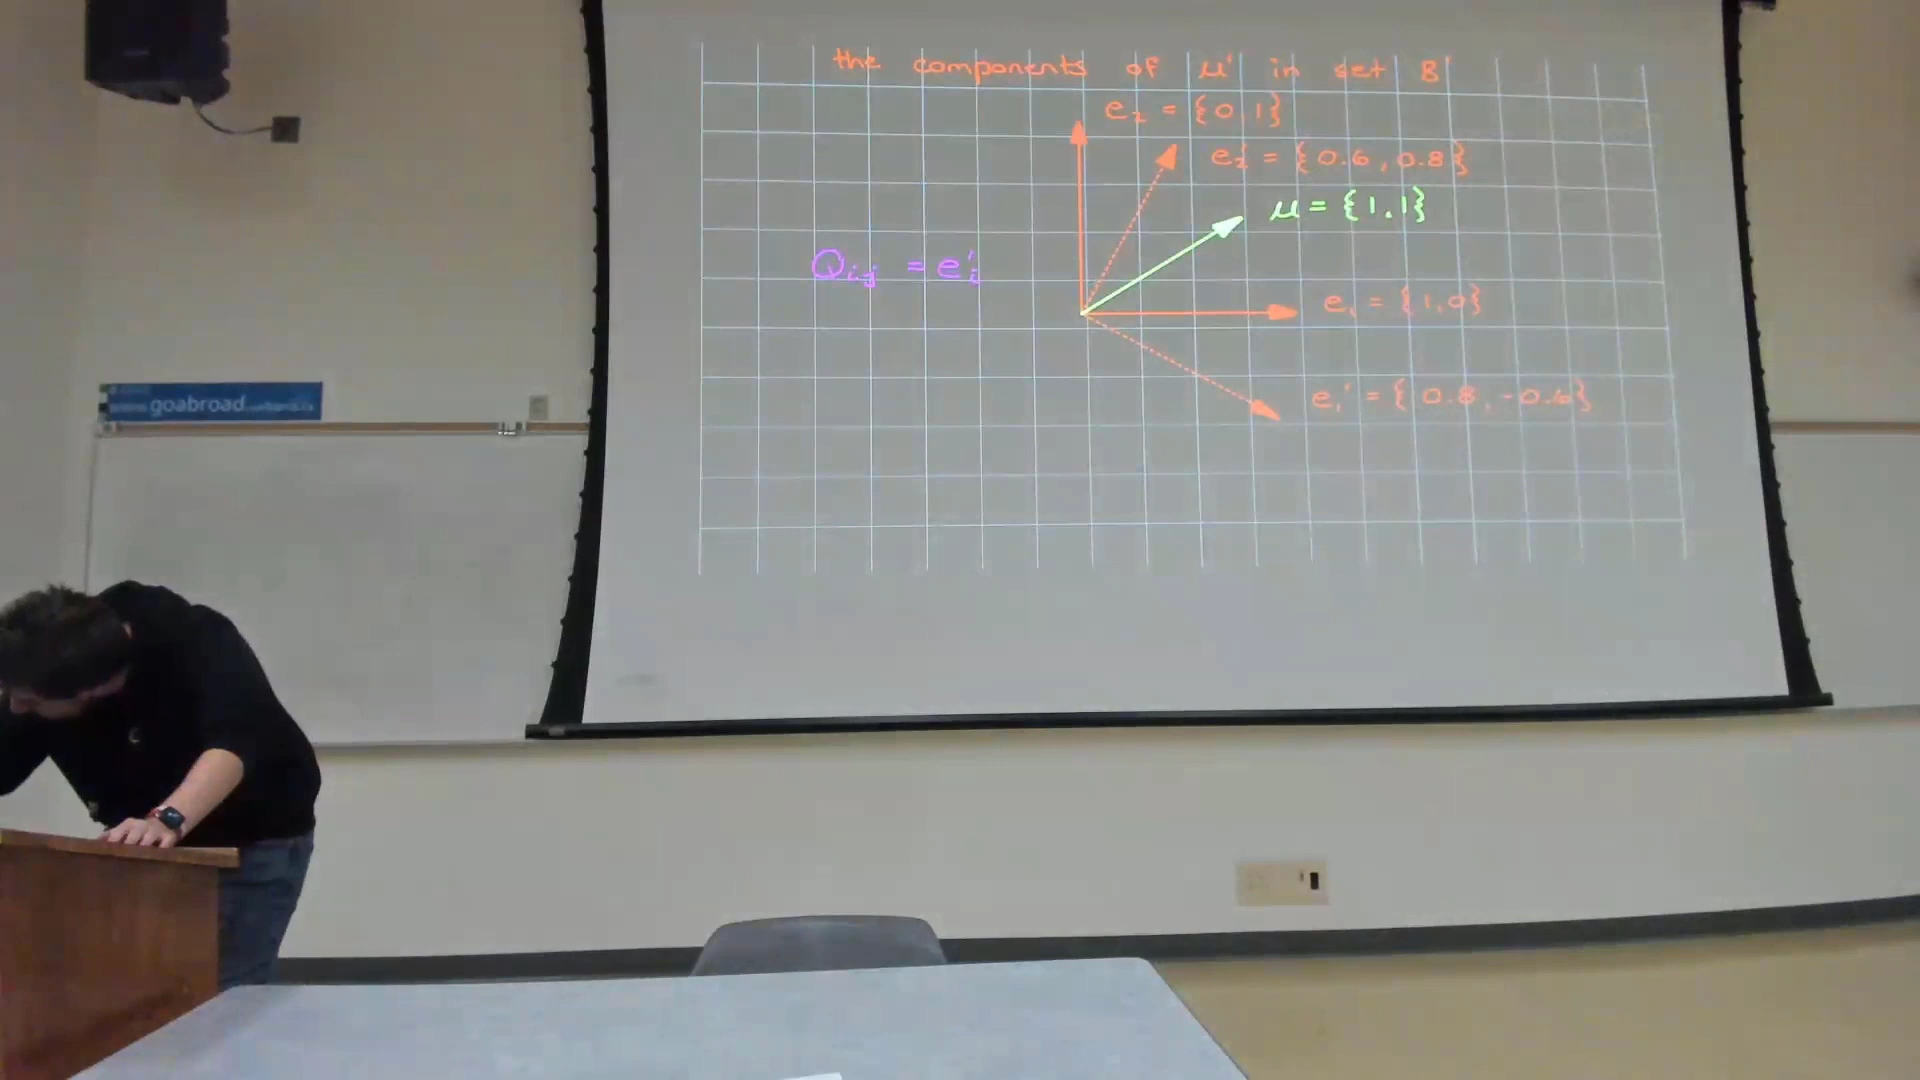 the components of μ' in set B'
e₂ = {0,1}
e₂' = {0.6, 0.8}
μ = {1,1}
Qᵢⱼ = eᵢ'
e₁ = {1,0}
e₁' = {0.8, -0.6}
goabroad